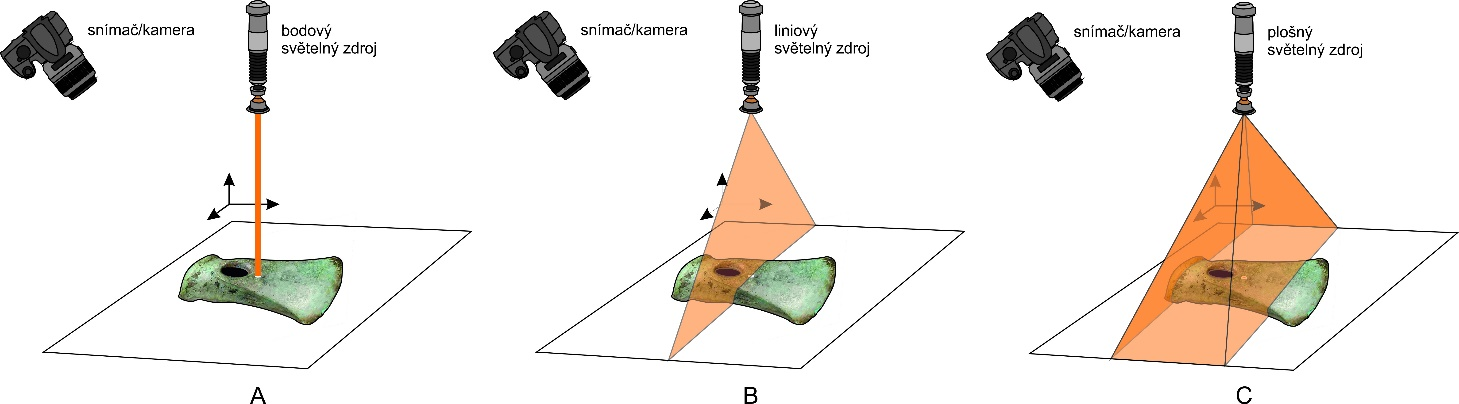 snímač/kamera
bodový
světelný zdroj
A
snímač/kamera
liniový
světelný zdroj
B
snímač/kamera
plošný
světelný zdroj
C